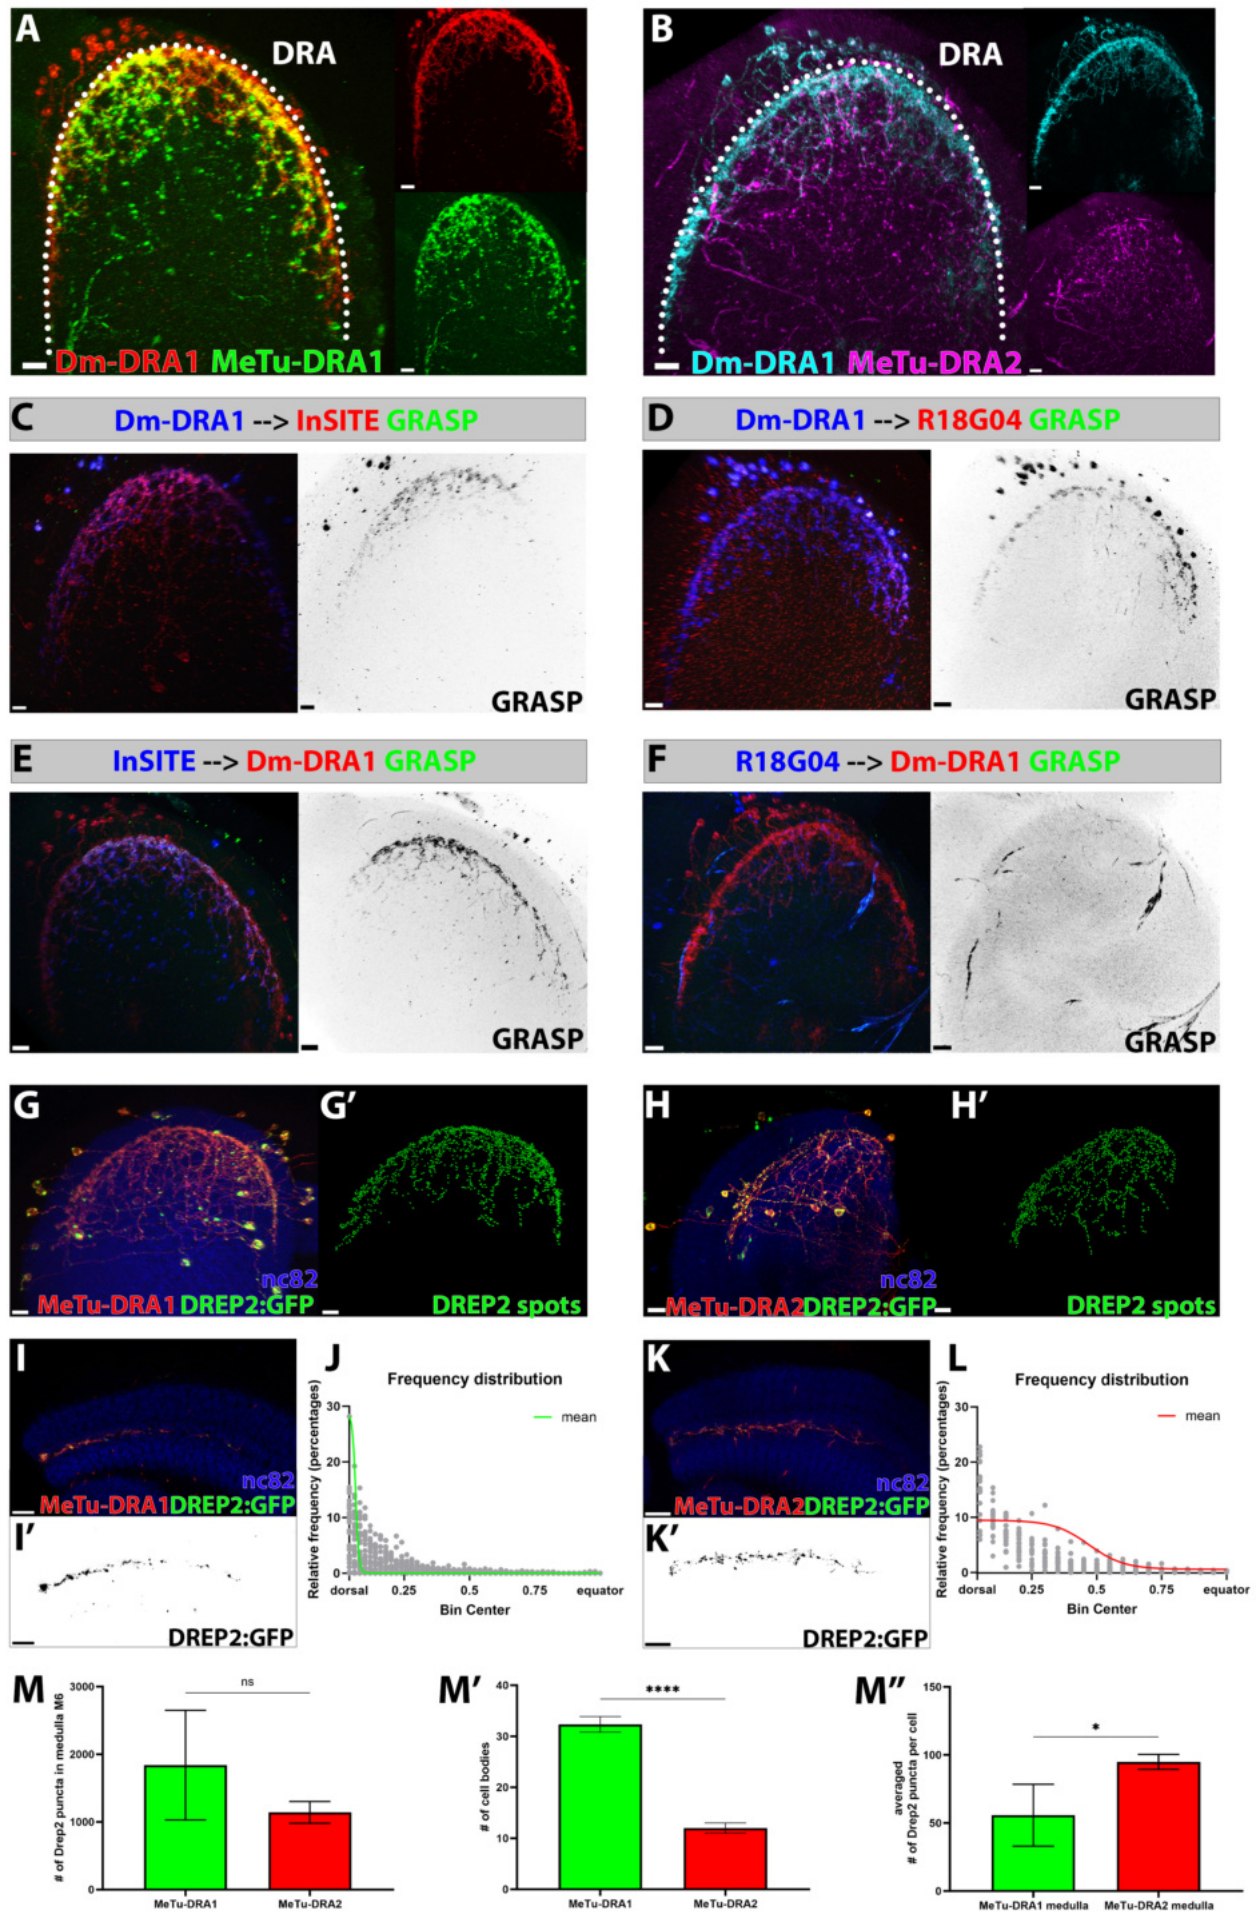 A
DRA
Dm-DRA1 MeTu-DRA1
B
DRA
Dm-DRA1 MeTu-DRA2
C
Dm-DRA1 --> InSITE GRASP
GRASP
D
Dm-DRA1 --> R18G04 GRASP
GRASP
E
InSITE --> Dm-DRA1 GRASP
GRASP
F
R18G04 --> Dm-DRA1 GRASP
GRASP
G
nc82
MeTu-DRA1 DREP2:GFP
G'
DREP2 spots
H
nc82
MeTu-DRA2DREP2:GFP
H'
DREP2 spots
I
nc82
MeTu-DRA1DREP2:GFP
I'
DREP2:GFP
J
Frequency distribution
mean
Relative frequency (percentages)
30
20
10
0
dorsal 0.25 0.5 0.75 equator
Bin Center
K
nc82
MeTu-DRA2DREP2:GFP
K'
DREP2:GFP
L
Frequency distribution
mean
Relative frequency (percentages)
30
20
10
0
dorsal 0.25 0.5 0.75 equator
Bin Center
M
ns
# of Drep2 puncta in medulla M6
3000
2000
1000
0
MeTu-DRA1 MeTu-DRA2
M'
****
# of cell bodies
40
30
20
10
0
MeTu-DRA1 MeTu-DRA2
M"
*
averaged
# of Drep2 puncta per cell
150
100
50
0
MeTu-DRA1 medulla MeTu-DRA2 medulla